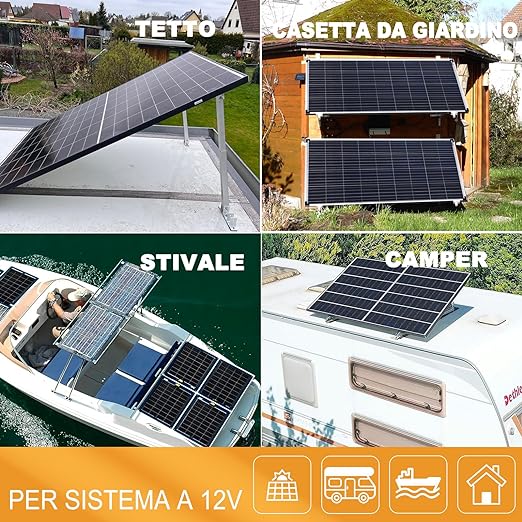 TETTO
CASETTA DA GIARDINO
STIVALE
CAMPER
PER SISTEMA A 12V